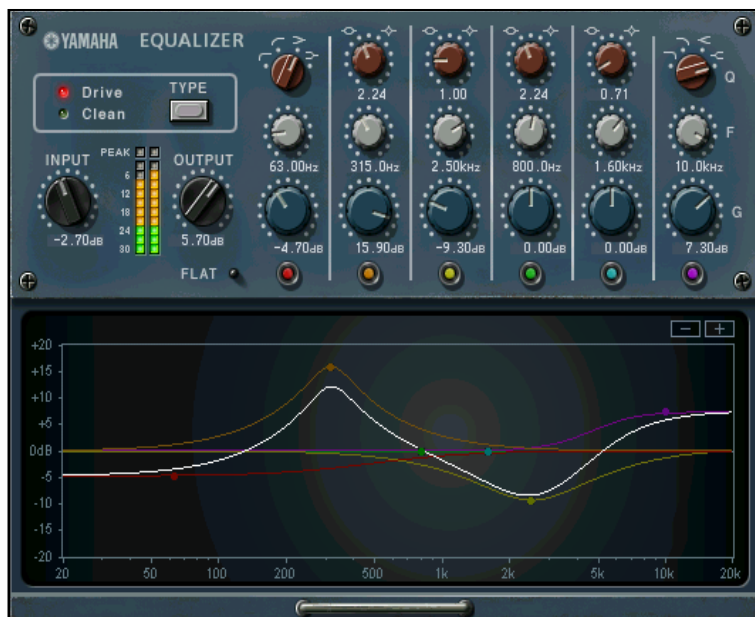 YAMAHA EQUALIZER
Drive
Clean
TYPE
2.24 1.00 2.24 0.71 Q
63.00Hz 315.0Hz 2.50kHz 800.0Hz 1.60kHz 10.0kHz F
INPUT PEAK OUTPUT
6
12
18
24
30
-2.70dB 5.70dB
-4.70dB 15.90dB -9.30dB 0.00dB 0.00dB 7.30dB G
FLAT
- +
+20
+15
+10
+5
0dB
-5
-10
-15
-20
20 50 100 200 500 1k 2k 5k 10k 20k